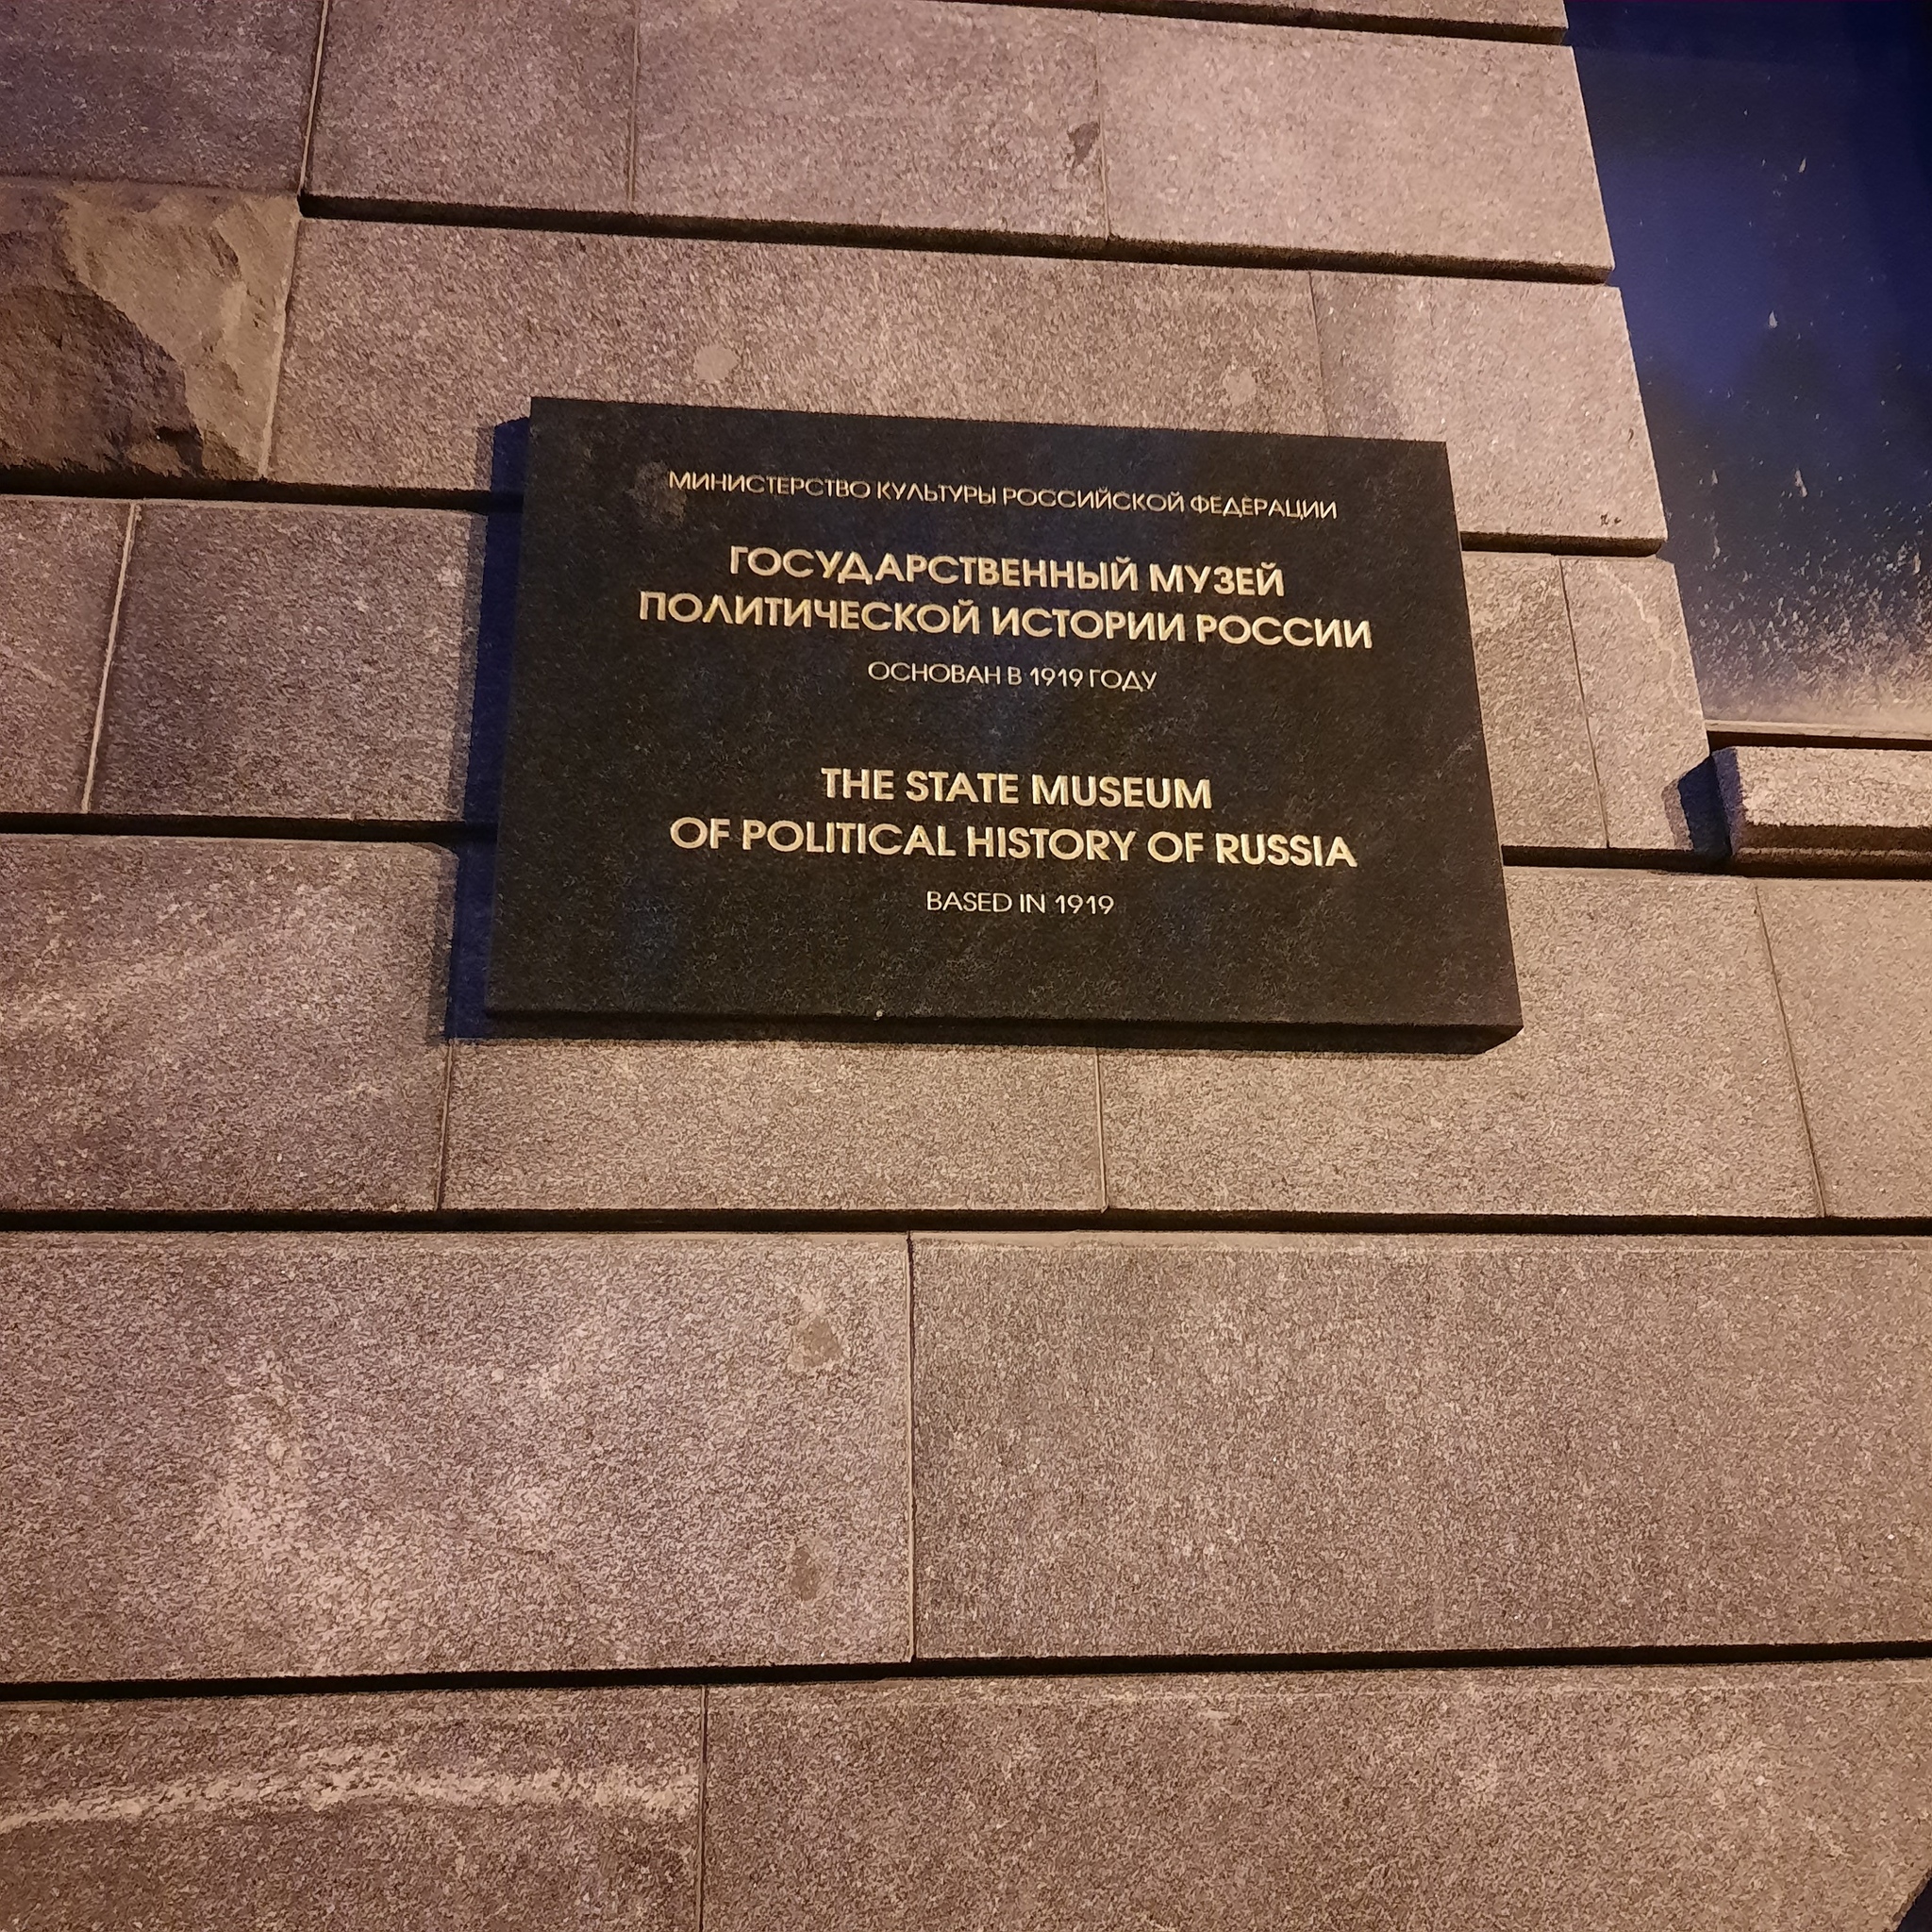 МИНИСТЕРСТВО КУЛЬТУРЫ РОССИЙСКОЙ ФЕДЕРАЦИИ
ГОСУДАРСТВЕННЫЙ МУЗЕЙ
ПОЛИТИЧЕСКОЙ ИСТОРИИ РОССИИ
ОСНОВАН В 1919 ГОДУ
THE STATE MUSEUM
OF POLITICAL HISTORY OF RUSSIA
BASED IN 1919